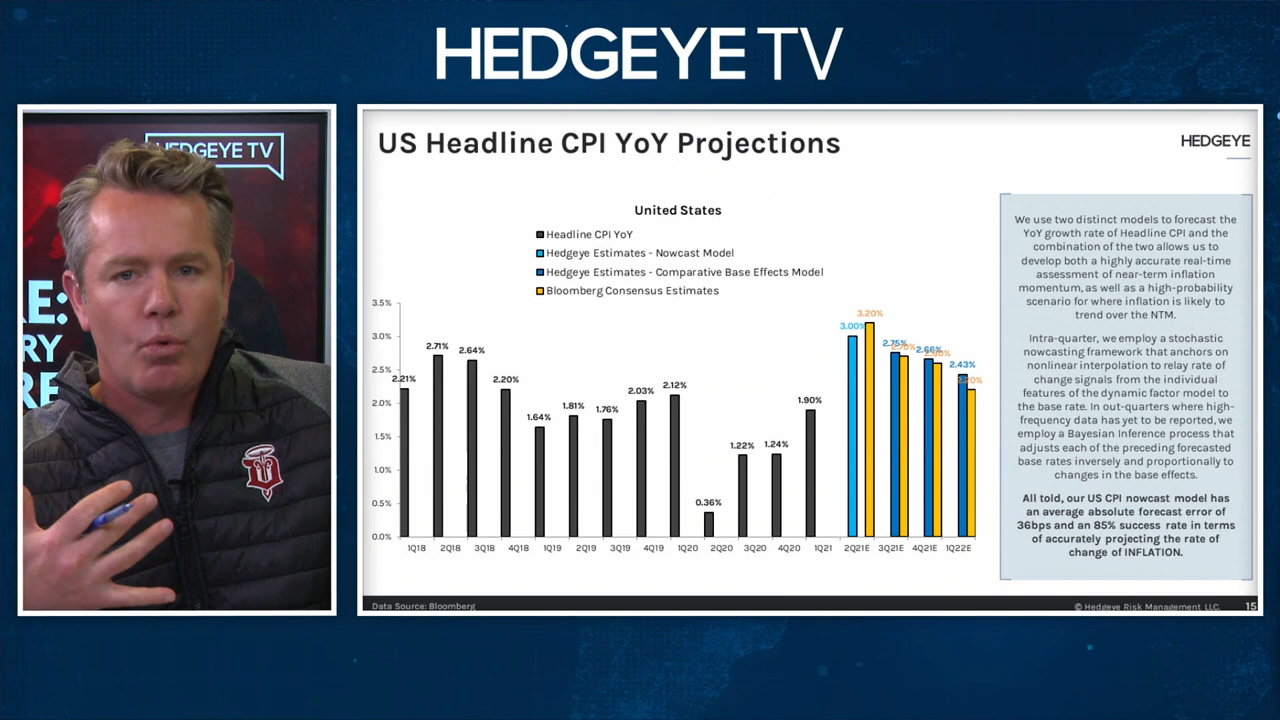 HEDGEYE TV
HEDGEYE TV
E:
RY
RE
US Headline CPI YoY Projections
HEDGEYE
United States
Headline CPI YoY
Hedgeye Estimates - Nowcast Model
Hedgeye Estimates - Comparative Base Effects Model
Bloomberg Consensus Estimates
3.5%
3.0%
2.5%
2.0%
1.5%
1.0%
0.5%
0.0%
2.21%
2.71%
2.64%
2.20%
1.64%
1.81%
1.76%
2.03%
2.12%
0.36%
1.22%
1.24%
1.90%
3.00%
3.20%
2.75%
2.70%
2.66%
2.60%
2.43%
2.20%
1Q18 2Q18 3Q18 4Q18 1Q19 2Q19 3Q19 4Q19 1Q20 2Q20 3Q20 4Q20 1Q21 2Q21E 3Q21E 4Q21E 1Q22E
We use two distinct models to forecast the
YoY growth rate of Headline CPI and the
combination of the two allows us to
develop both a highly accurate real-time
assessment of near-term inflation
momentum, as well as a high-probability
scenario for where inflation is likely to
trend over the NTM.
Intra-quarter, we employ a stochastic
nowcasting framework that anchors on
nonlinear interpolation to relay rate of
change signals from the individual
features of the dynamic factor model to
the base rate. In out-quarters where high-
frequency data has yet to be reported, we
employ a Bayesian Inference process that
adjusts each of the preceding forecasted
base rates inversely and proportionally to
changes in the base effects.
All told, our US CPI nowcast model has
an average absolute forecast error of
36bps and an 85% success rate in terms
of accurately projecting the rate of
change of INFLATION.
Data Source: Bloomberg
© Hedgeye Risk Management LLC.
15